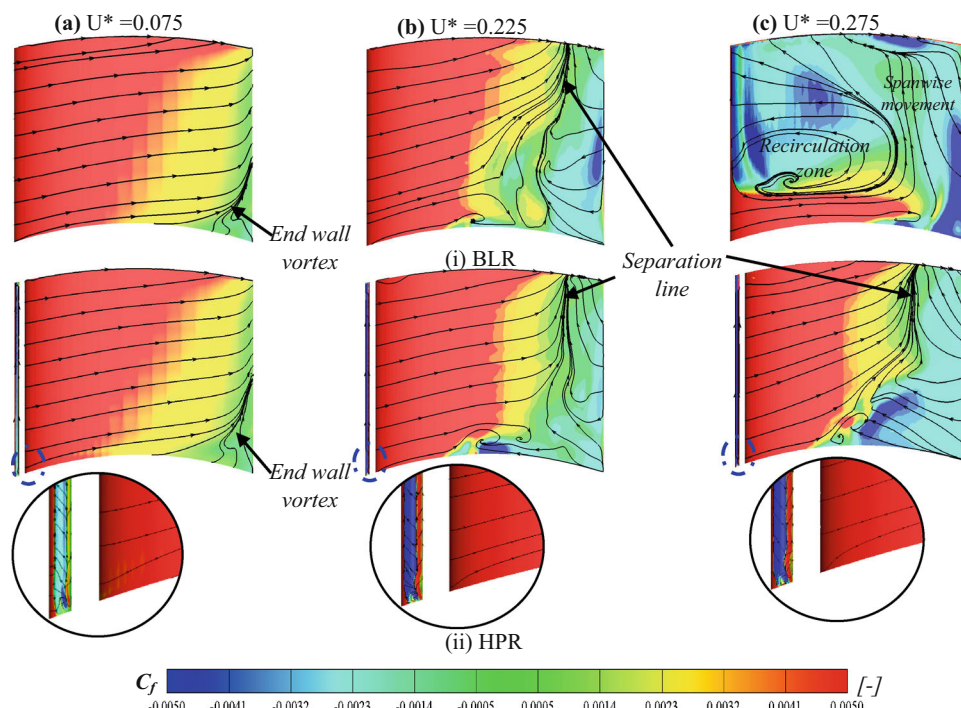 (a) U* =0.075
(b) U* =0.225
(c) U* =0.275
Spanwise
movement
Recirculation
zone
End wall
vortex
(i) BLR
Separation
line
End wall
vortex
(ii) HPR
C_f
[-]
-0.0050 -0.0041 -0.0032 -0.0023 -0.0014 -0.0005 0.0005 0.0014 0.0023 0.0032 0.0041 0.0050